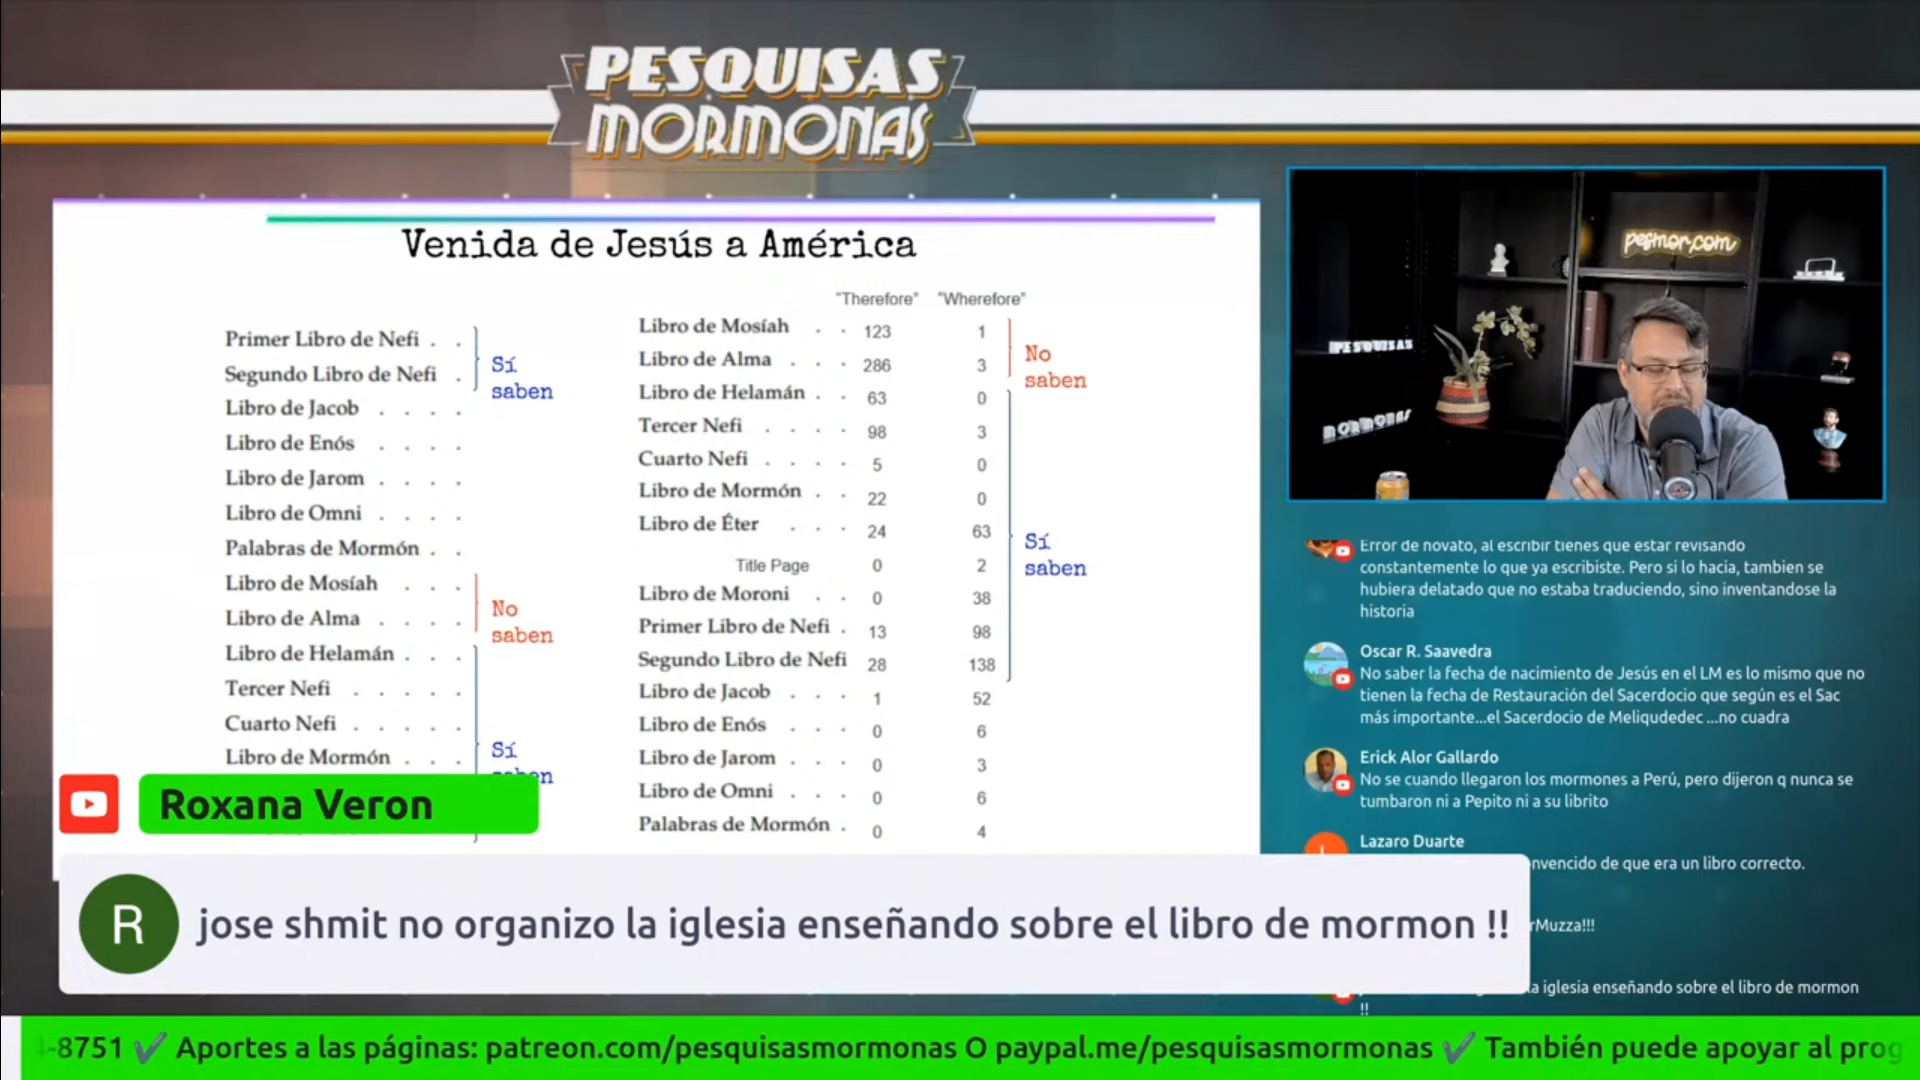 PESQUISAS
MORMONAS
Venida de Jesús a América
Primer Libro de Nefi . .
Segundo Libro de Nefi .
Libro de Jacob . . . .
Libro de Enós . . . .
Libro de Jarom . . . .
Libro de Omni . . . .
Palabras de Mormón . .
Libro de Mosíah . . .
Libro de Alma . . . .
Libro de Helamán . . .
Tercer Nefi . . . . .
Cuarto Nefi . . . . .
Libro de Mormón . . .
Sí
saben
No
saben
Sí
"Therefore" "Wherefore"
Libro de Mosíah . . 123 1
Libro de Alma . . . 286 3
Libro de Helamán . . 63 0
Tercer Nefi . . . . 98 3
Cuarto Nefi . . . . 5 0
Libro de Mormón . . 22 0
Libro de Éter . . . 24 63
Title Page 0 2
Libro de Moroni . . 0 38
Primer Libro de Nefi . 13 98
Segundo Libro de Nefi 28 138
Libro de Jacob . . . 1 52
Libro de Enós . . . 0 6
Libro de Jarom . . . 0 3
Libro de Omni . . . 0 6
Palabras de Mormón . 0 4
No
saben
Sí
saben
pesmor.com
PESQUISAS
MORMONAS
Error de novato, al escribir tienes que estar revisando
constantemente lo que ya escribiste. Pero si lo hacia, tambien se
hubiera delatado que no estaba traduciendo, sino inventandose la
historia
Oscar R. Saavedra
No saber la fecha de nacimiento de Jesús en el LM es lo mismo que no
tienen la fecha de Restauración del Sacerdocio que según es el Sac
más importante...el Sacerdocio de Meliqudedec ...no cuadra
Erick Alor Gallardo
No se cuando llegaron los mormones a Perú, pero dijeron q nunca se
tumbaron ni a Pepito ni a su librito
Lazaro Duarte
de que era un libro correcto.
la iglesia enseñando sobre el libro de mormon
!!
Roxana Veron
R
jose shmit no organizo la iglesia enseñando sobre el libro de mormon !!
-8751 ✔ Aportes a las páginas: patreon.com/pesquisasmormonas O paypal.me/pesquisasmormonas ✔ También puede apoyar al prog